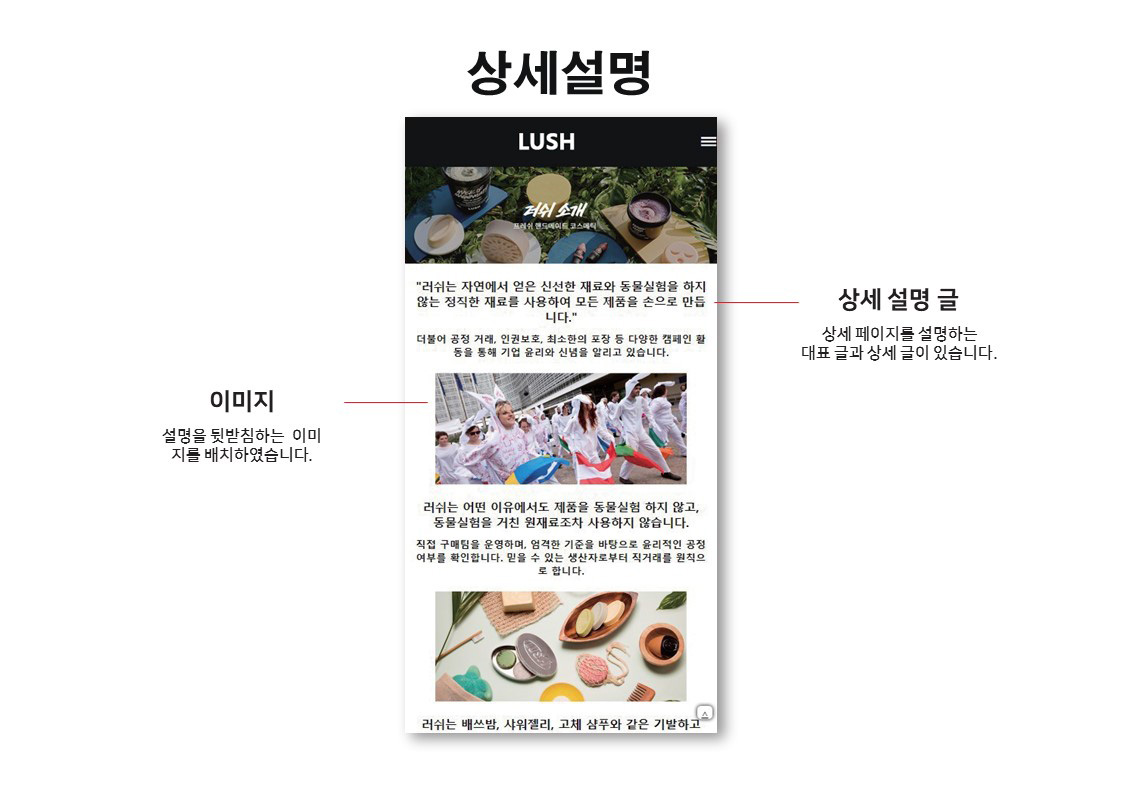 상세설명
LUSH
러쉬 소개
프레쉬 핸드메이드 코스메틱
"러쉬는 자연에서 얻은 신선한 재료와 동물실험을 하지
않는 정직한 재료를 사용하여 모든 제품을 손으로 만듭
니다."
더불어 공정 거래, 인권보호, 최소한의 포장 등 다양한 캠페인 활
동을 통해 기업 윤리와 신념을 알리고 있습니다.
상세 설명 글
상세 페이지를 설명하는
대표 글과 상세 글이 있습니다.
이미지
설명을 뒷받침하는 이미
지를 배치하였습니다.
러쉬는 어떤 이유에서도 제품을 동물실험 하지 않고,
동물실험을 거친 원재료조차 사용하지 않습니다.
직접 구매팀을 운영하며, 엄격한 기준을 바탕으로 윤리적인 공정
여부를 확인합니다. 믿을 수 있는 생산자로부터 직거래를 원칙으
로 합니다.
러쉬는 배쓰밤, 샤워젤리, 고체 샴푸와 같은 기발하고